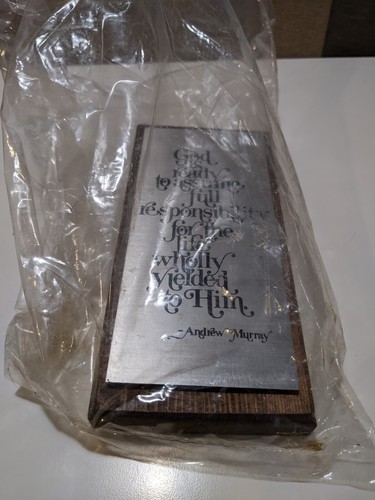 God
ready
to assume
full
responsibility
for the
life
wholly
yielded
to Him.
-Andrew Murray